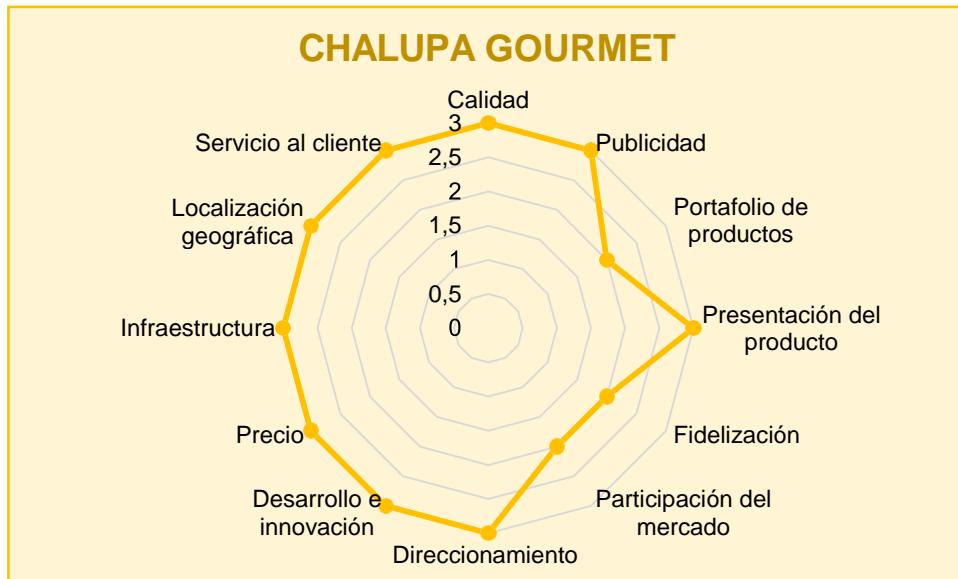 CHALUPA GOURMET
Calidad
Publicidad
Portafolio de
productos
Presentación del
producto
Fidelización
Participación del
mercado
Direccionamiento
Desarrollo e
innovación
Precio
Infraestructura
Localización
geográfica
Servicio al cliente
3
2,5
2
1,5
1
0,5
0